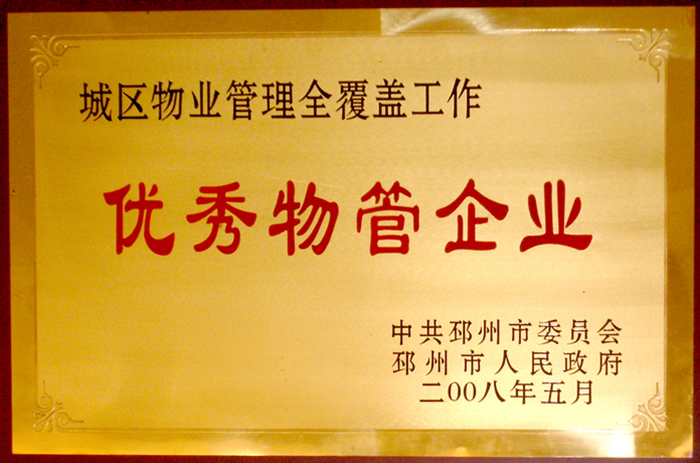 城区物业管理全覆盖工作
优秀物管企业
中共邳州市委员会
邳州市人民政府
二00八年五月